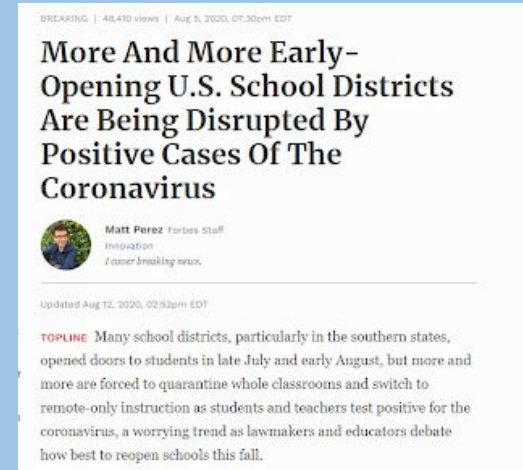 BREAKING | 48,410 views | Aug 5, 2020, 07:30pm EDT
More And More Early-
Opening U.S. School Districts
Are Being Disrupted By
Positive Cases Of The
Coronavirus
Matt Perez Forbes Staff
Innovation
I cover breaking news.
Updated Aug 12, 2020, 02:52pm EDT
TOPLINE Many school districts, particularly in the southern states,
opened doors to students in late July and early August, but more and
more are forced to quarantine whole classrooms and switch to
remote-only instruction as students and teachers test positive for the
coronavirus, a worrying trend as lawmakers and educators debate
how best to reopen schools this fall.